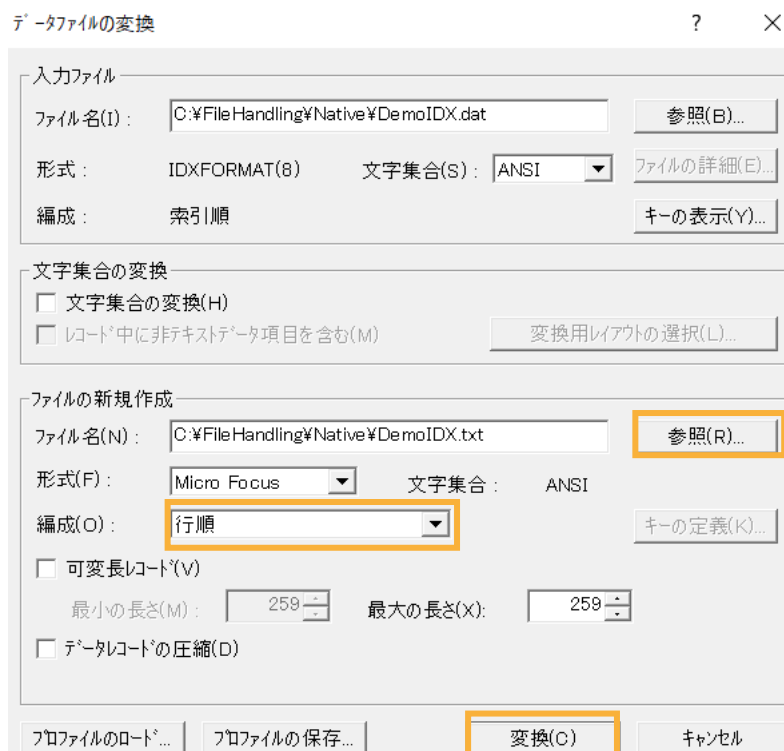 ﾃﾞｰﾀﾌｧｲﾙの変換 ? ×
入力ﾌｧｲﾙ
ﾌｧｲﾙ名(I) : C:¥FileHandling¥Native¥DemoIDX.dat 参照(B)...
形式 : IDXFORMAT(8) 文字集合(S) : ANSI ﾌｧｲﾙの詳細(E)...
編成 : 索引順 ｷｰの表示(Y)...
文字集合の変換
文字集合の変換(H)
ﾚｺｰﾄﾞ中に非ﾃｷｽﾄﾃﾞｰﾀ項目を含む(M) 変換用ﾚｲｱｳﾄの選択(L)...
ﾌｧｲﾙの新規作成
ﾌｧｲﾙ名(N) : C:¥FileHandling¥Native¥DemoIDX.txt 参照(R)...
形式(F) : Micro Focus 文字集合 : ANSI
編成(O) : 行順 ｷｰの定義(K)...
可変長ﾚｺｰﾄﾞ(V)
最小の長さ(M) : 259 最大の長さ(X): 259
ﾃﾞｰﾀﾚｺｰﾄﾞの圧縮(D)
ﾌﾟﾛﾌｧｲﾙのﾛｰﾄﾞ... ﾌﾟﾛﾌｧｲﾙの保存... 変換(C) ｷｬﾝｾﾙ